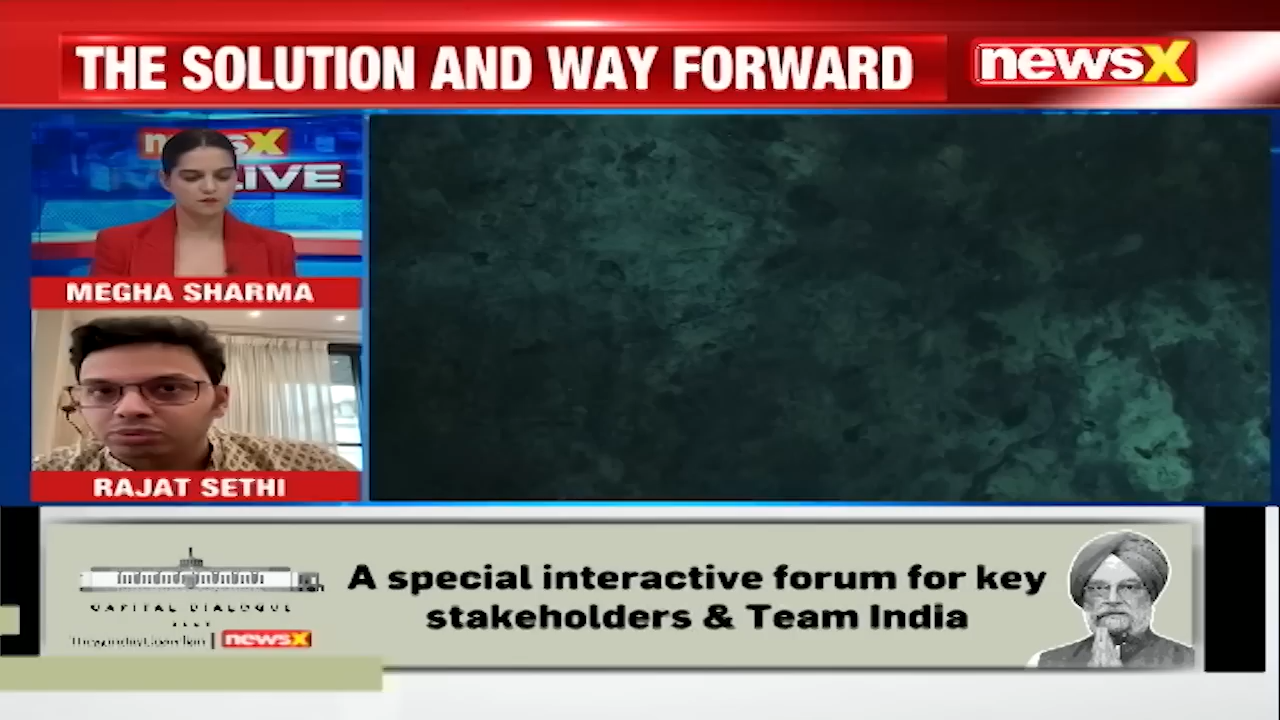 THE SOLUTION AND WAY FORWARD
newsX
newsX
LIVE
MEGHA SHARMA
RAJAT SETHI
A special interactive forum for key
stakeholders & Team India
CAPITAL DIALOGUE
newsX